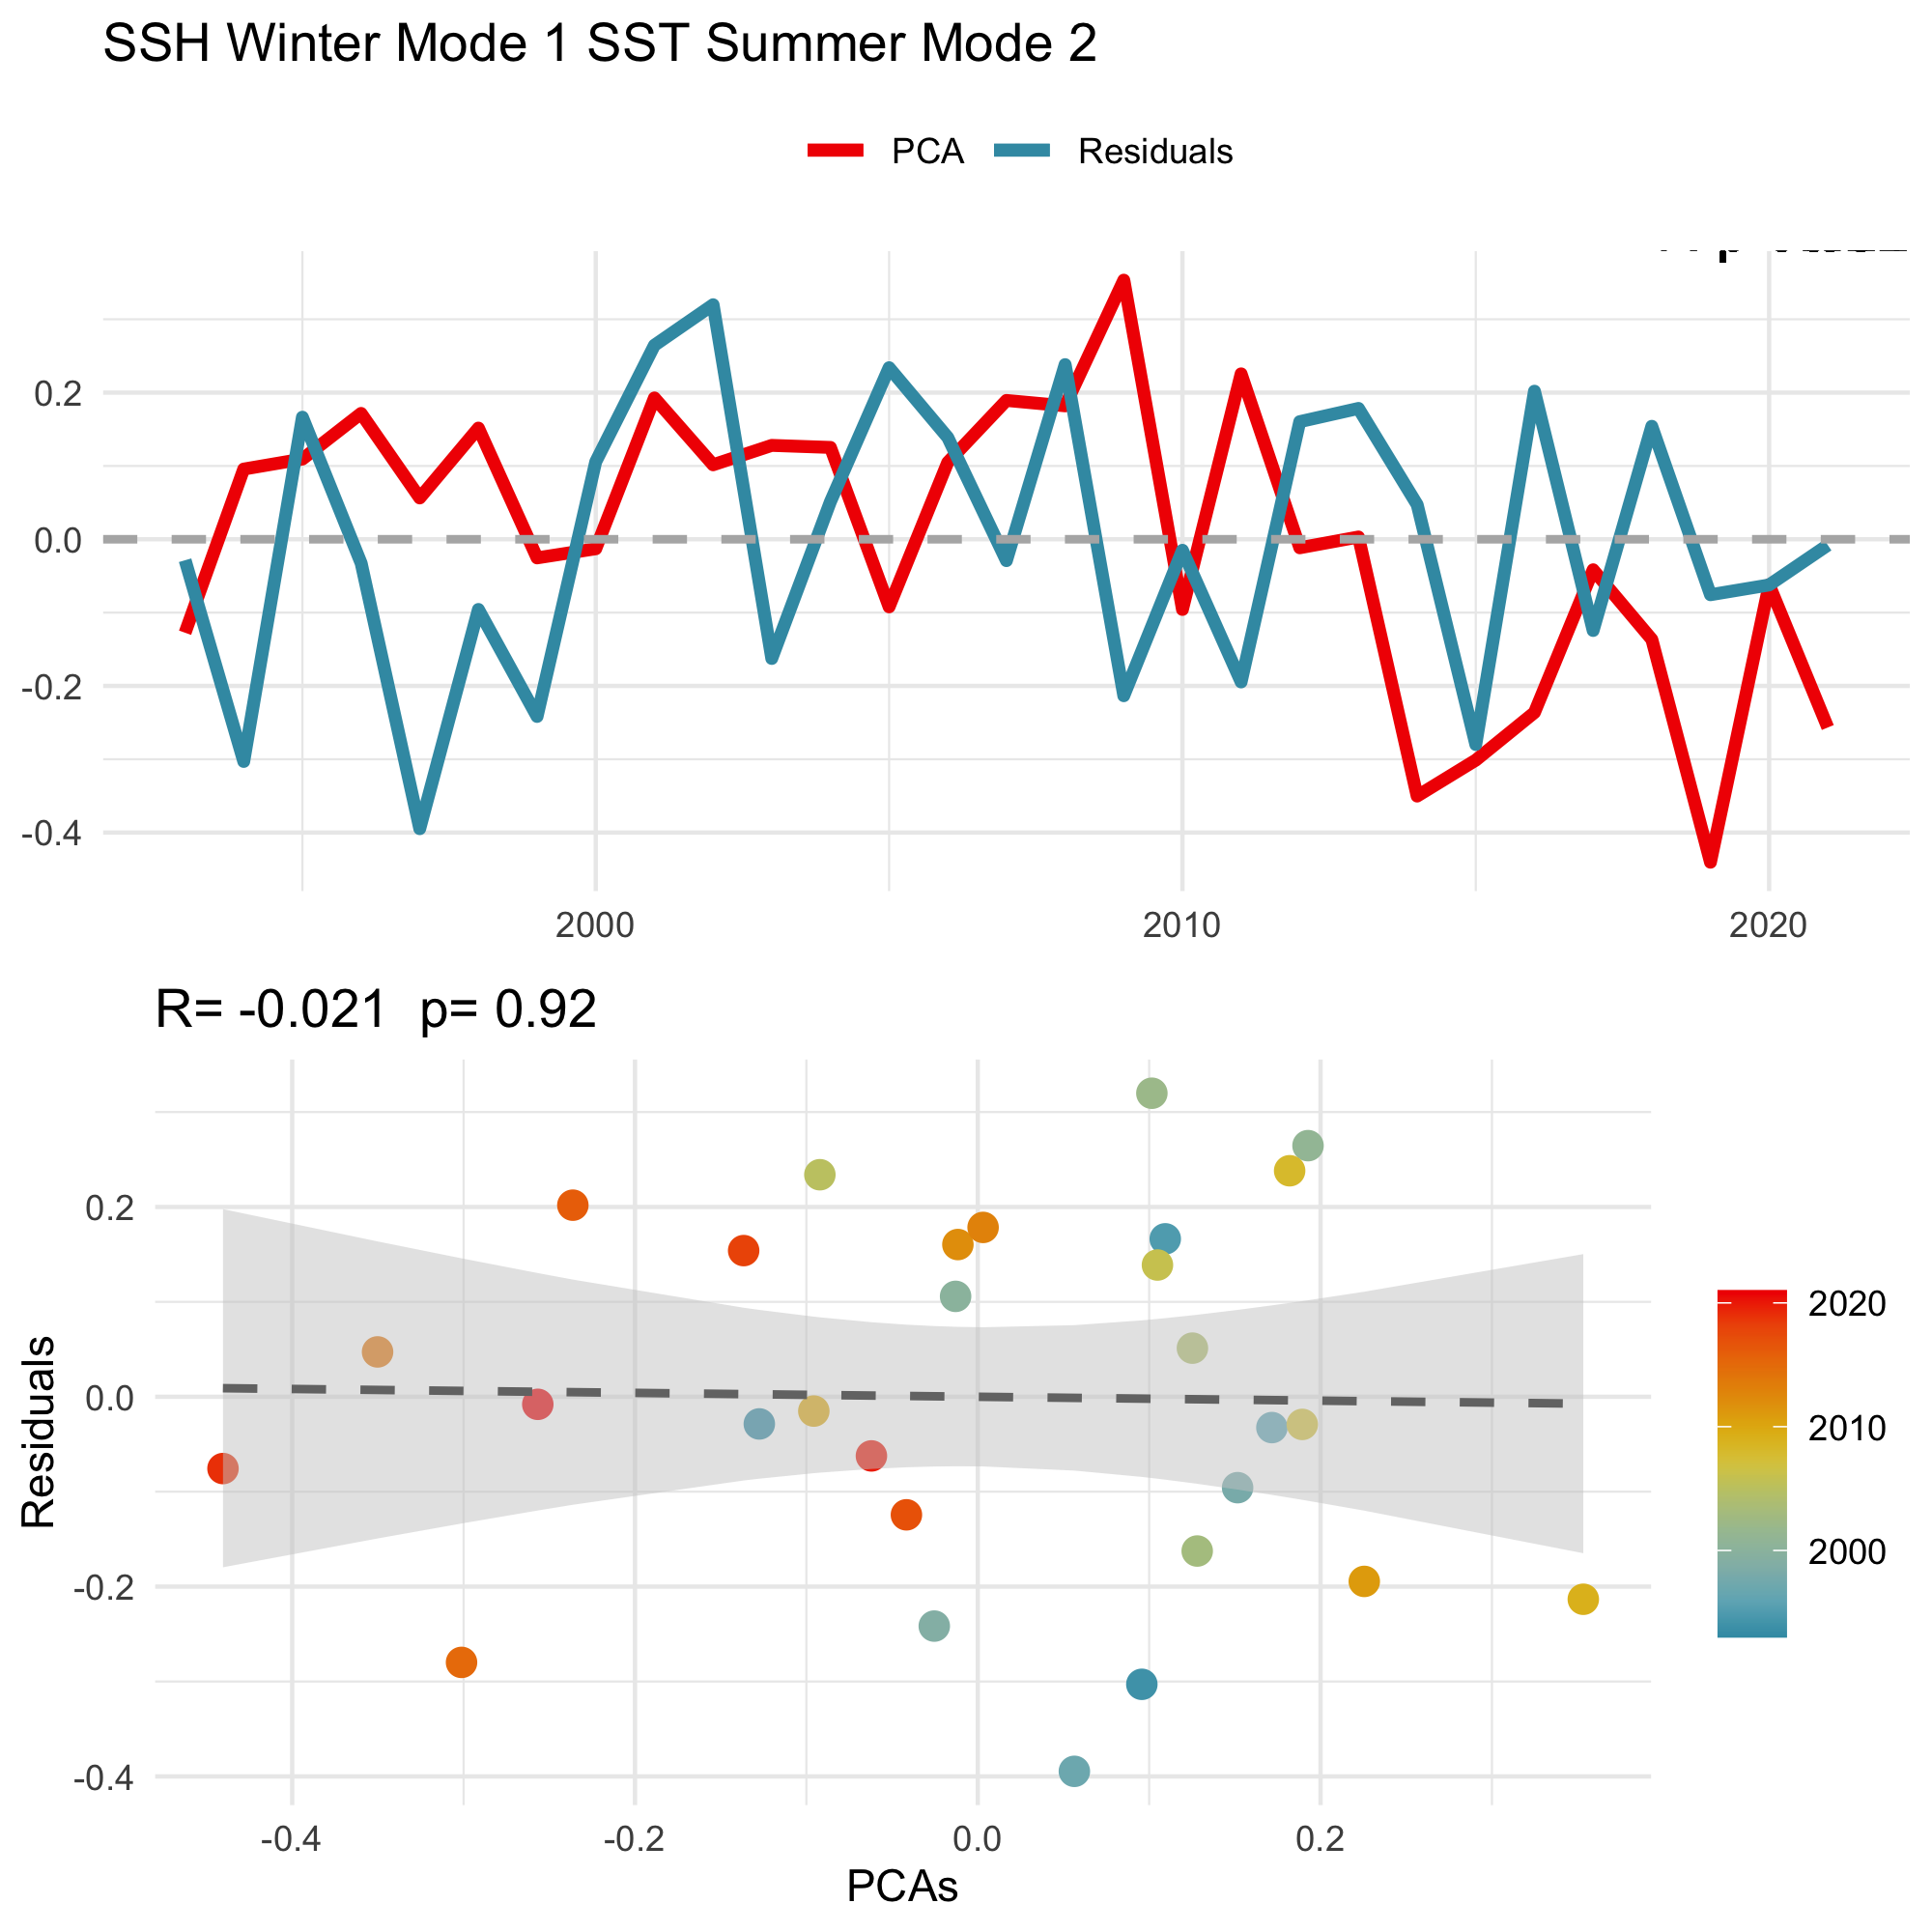 SSH Winter Mode 1 SST Summer Mode 2
PCA Residuals
0.2
0.0
-0.2
-0.4
2000 2010 2020
R= -0.021 p= 0.92
Residuals
0.2
0.0
-0.2
-0.4
-0.4 -0.2 0.0 0.2
PCAs
2020
2010
2000